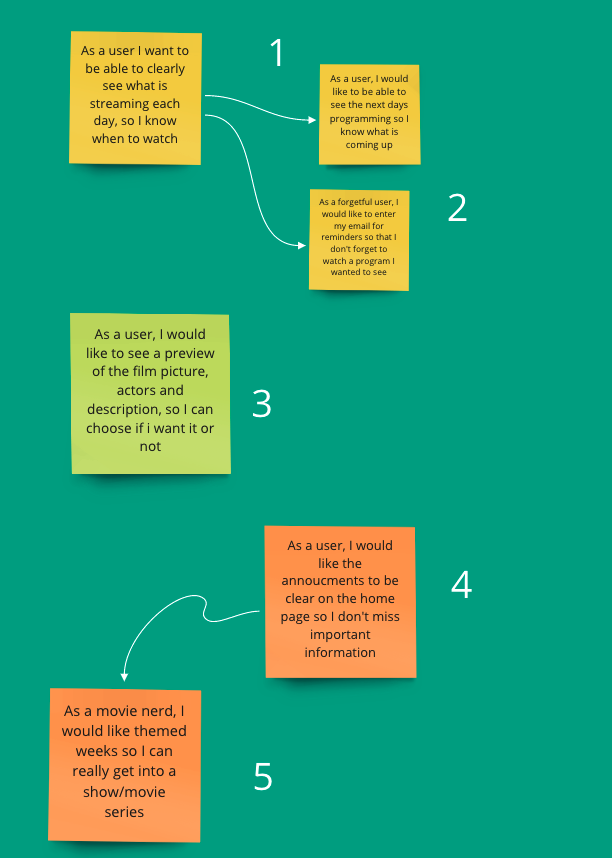 As a user I want to
be able to clearly
see what is
streaming each
day, so I know
when to watch
1
As a user, I would
like to be able to
see the next days
programming so I
know what is
coming up
As a forgetful user, I
would like to enter
my email for
reminders so that I
don't forget to
watch a program I
wanted to see
2
As a user, I would
like to see a preview
of the film picture,
actors and
description, so I can
choose if i want it or
not
3
As a user, I would
like the
annoucments to be
clear on the home
page so I don't miss
important
information
4
As a movie nerd, I
would like themed
weeks so I can
really get into a
show/movie
series
5